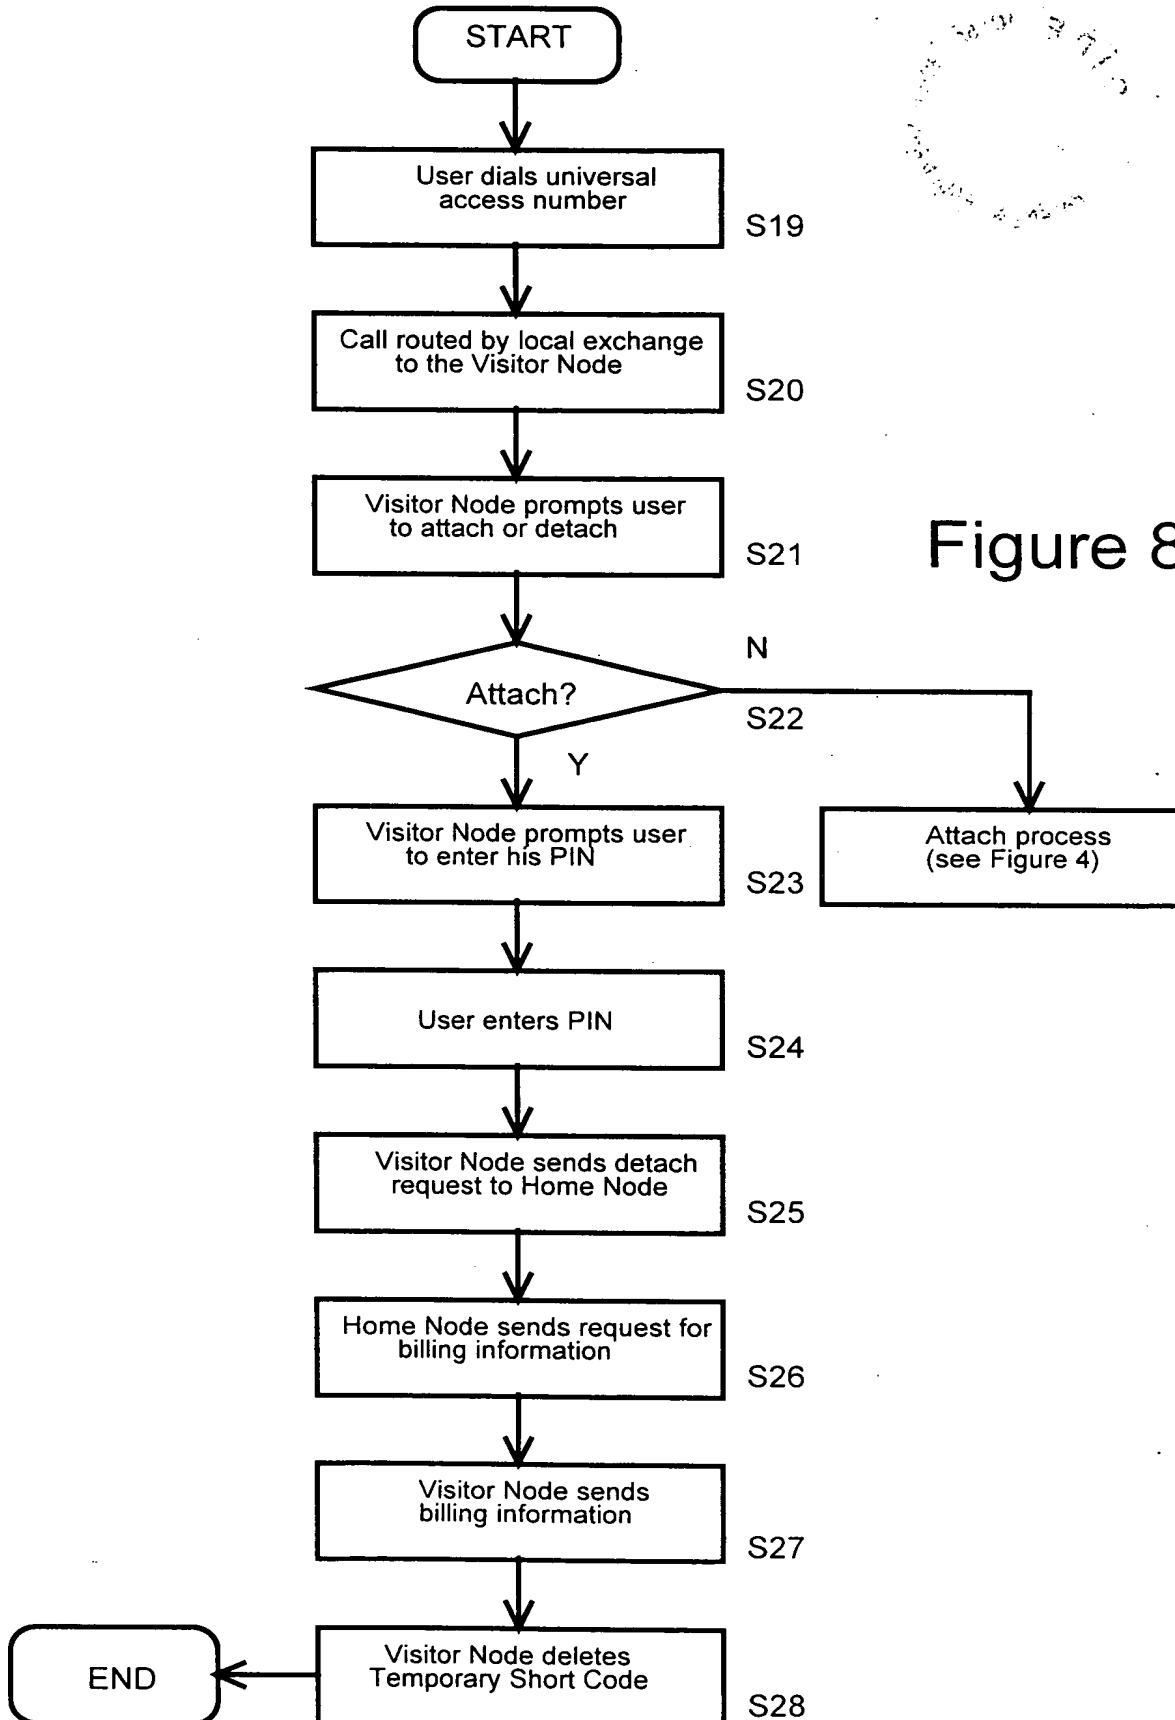 START
User dials universal
access number
S19
Call routed by local exchange
to the Visitor Node
S20
Visitor Node prompts user
to attach or detach
S21
Figure 8
Attach?
N
S22
Y
Visitor Node prompts user
to enter his PIN
S23
Attach process
(see Figure 4)
User enters PIN
S24
Visitor Node sends detach
request to Home Node
S25
Home Node sends request for
billing information
S26
Visitor Node sends
billing information
S27
Visitor Node deletes
Temporary Short Code
S28
END